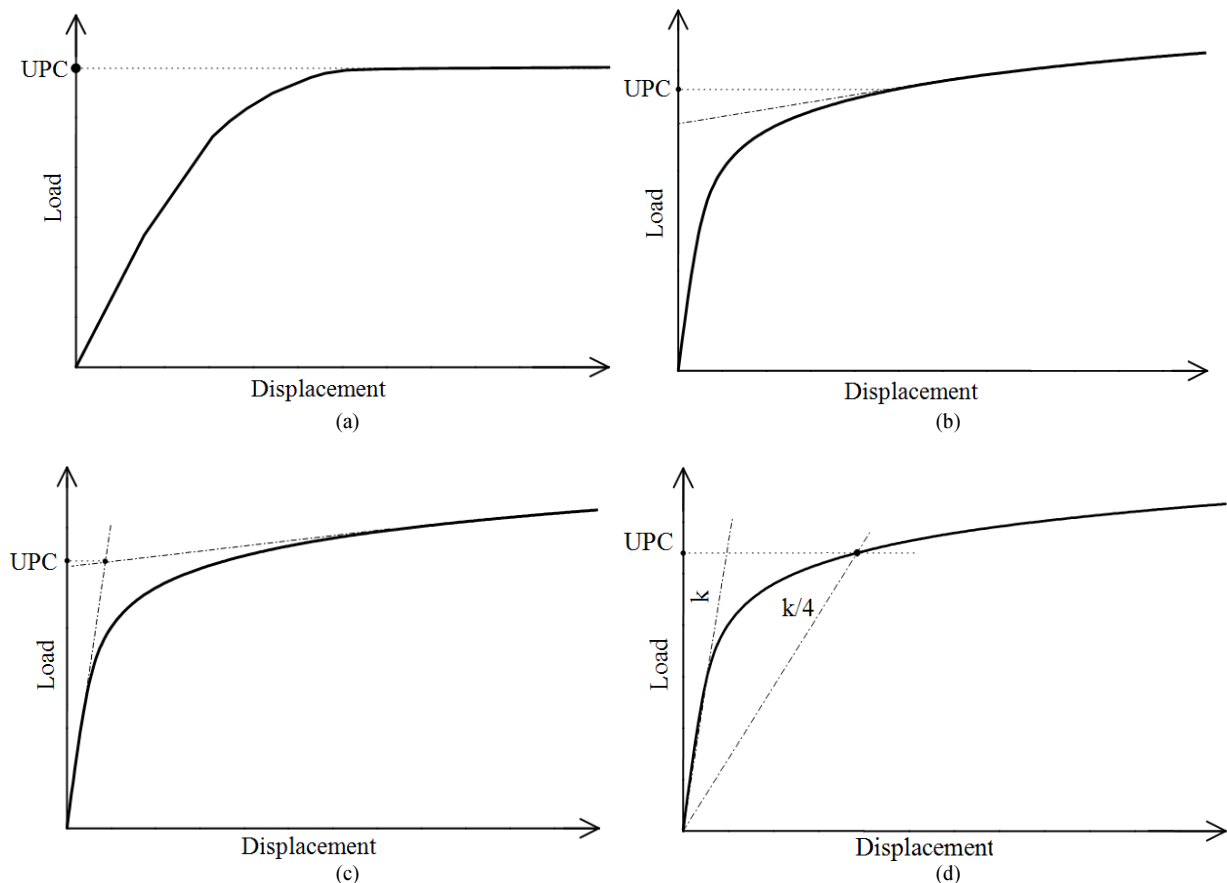 UPC
Load
Displacement
(a)
UPC
Load
Displacement
(b)
UPC
Load
Displacement
(c)
UPC
k
k/4
Load
Displacement
(d)